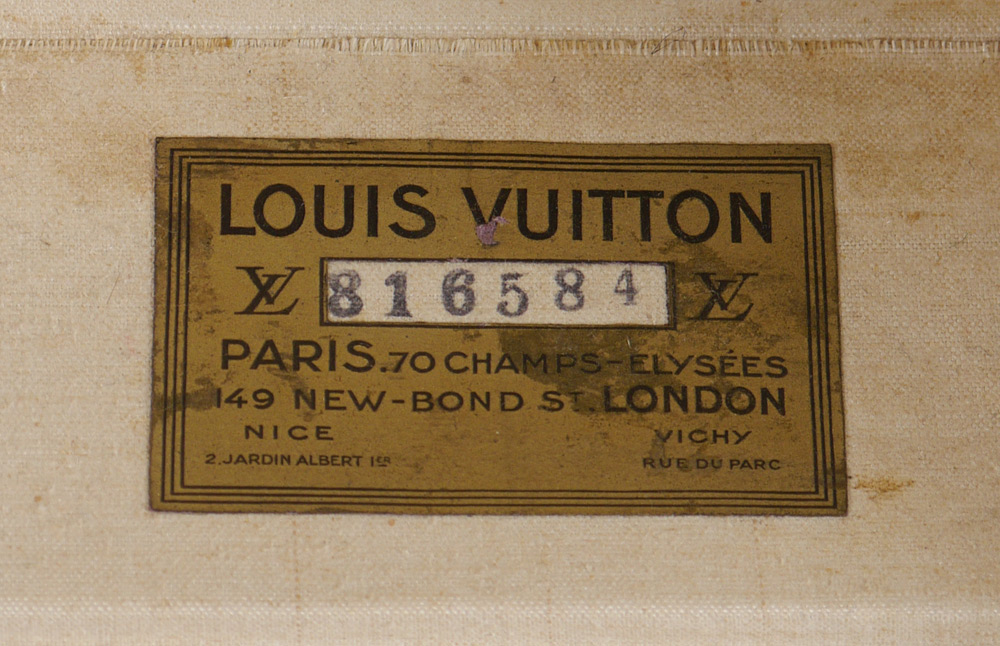 LOUIS VUITTON
LV 816584 LV
PARIS.70 CHAMPS-ELYSÉES
149 NEW-BOND ST. LONDON
NICE VICHY
2.JARDIN ALBERT 1ER RUE DU PARC